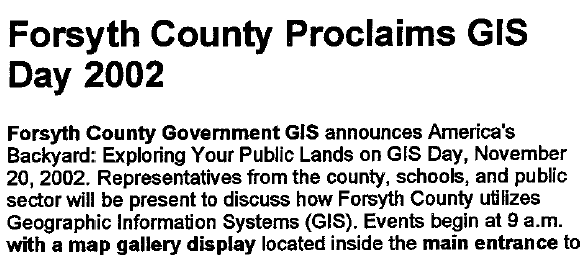 Forsyth County Proclaims GIS
Day 2002
Forsyth County Government GIS announces America's
Backyard: Exploring Your Public Lands on GIS Day, November
20, 2002. Representatives from the county, schools, and public
sector will be present to discuss how Forsyth County utilizes
Geographic Information Systems (GIS). Events begin at 9 a.m.
with a map gallery display located inside the main entrance to